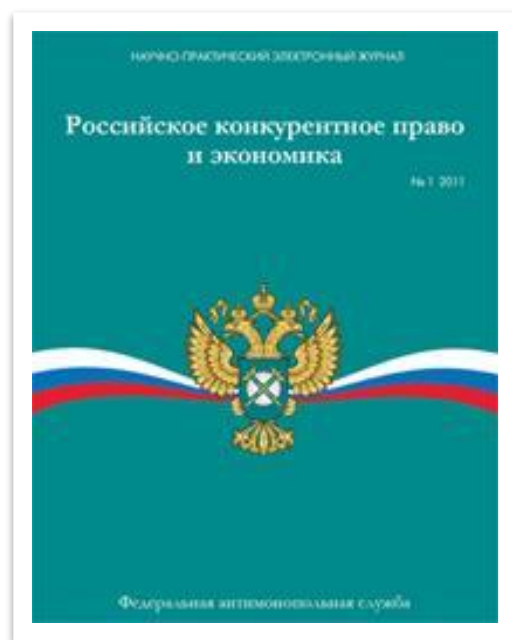 НАУЧНО-ПРАКТИЧЕСКИЙ ЭЛЕКТРОННЫЙ ЖУРНАЛ
Российское конкурентное право
и экономика
№ 1 2011
Федеральная антимонопольная служба